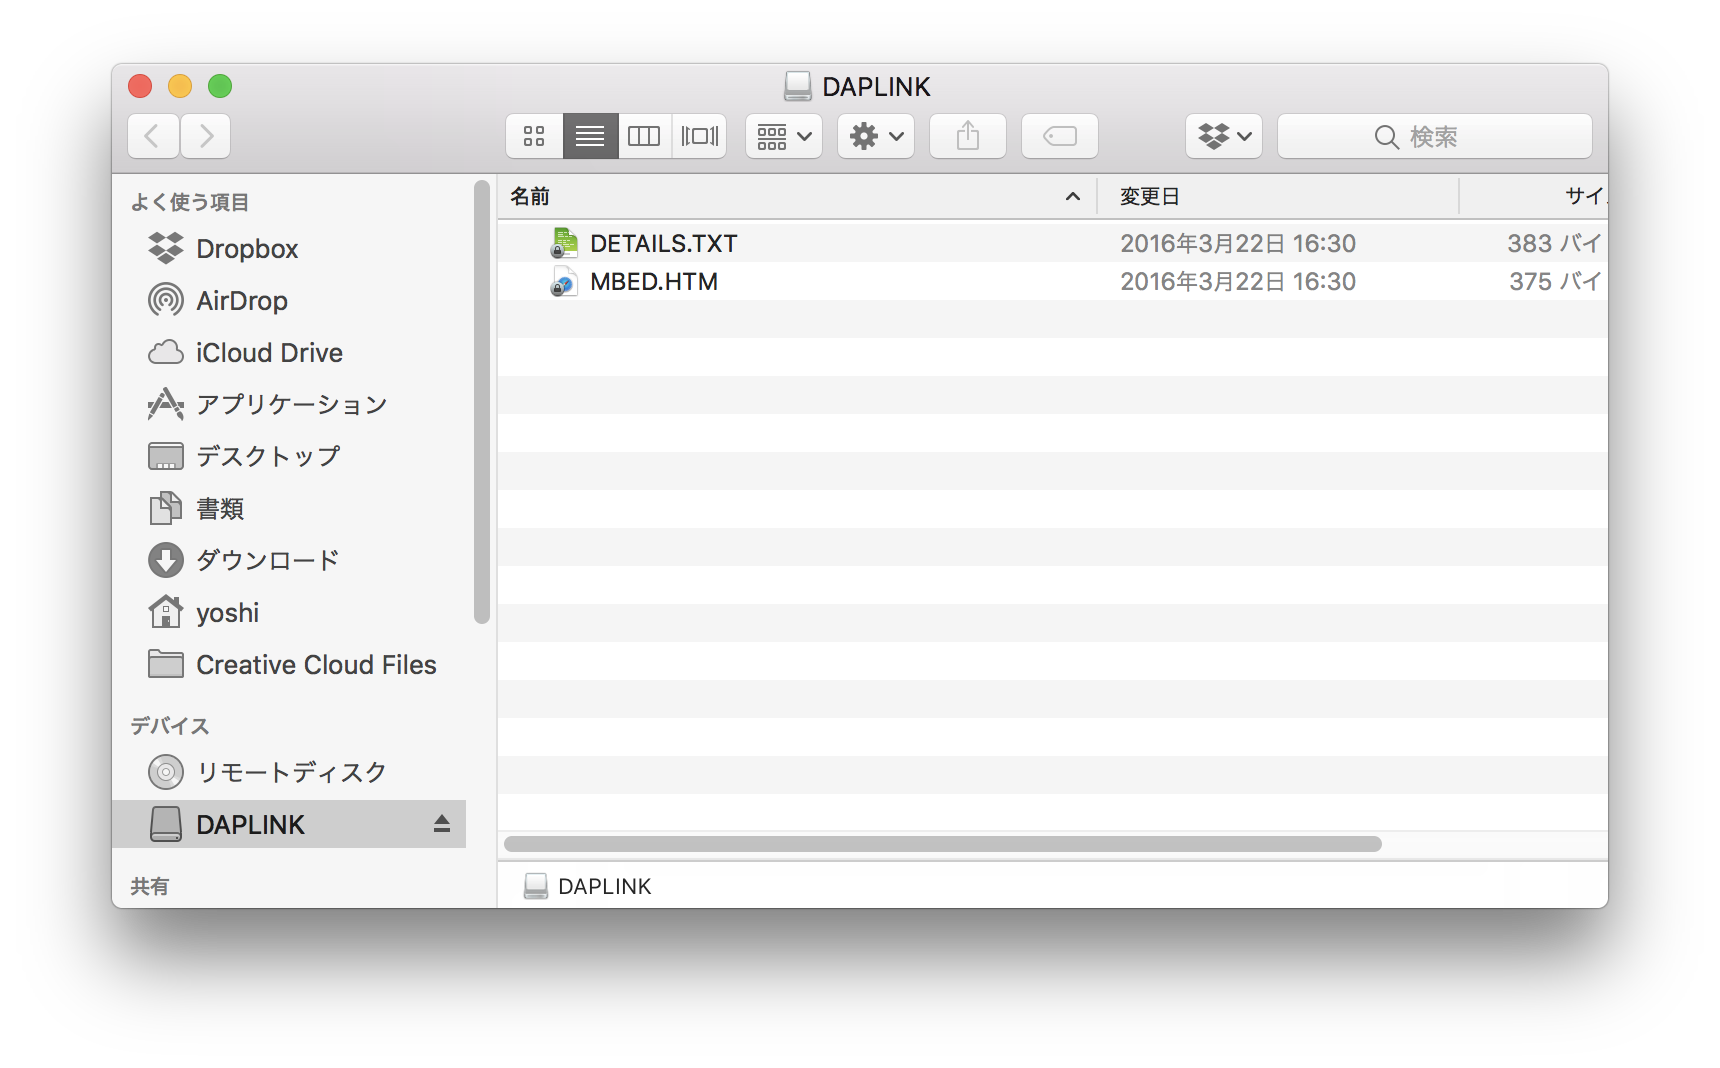 DAPLINK
検索
よく使う項目
Dropbox
AirDrop
iCloud Drive
アプリケーション
デスクトップ
書類
ダウンロード
yoshi
Creative Cloud Files
デバイス
リモートディスク
DAPLINK
共有
名前 変更日 サイ
DETAILS.TXT 2016年3月22日 16:30 383 バイ
MBED.HTM 2016年3月22日 16:30 375 バイ
DAPLINK